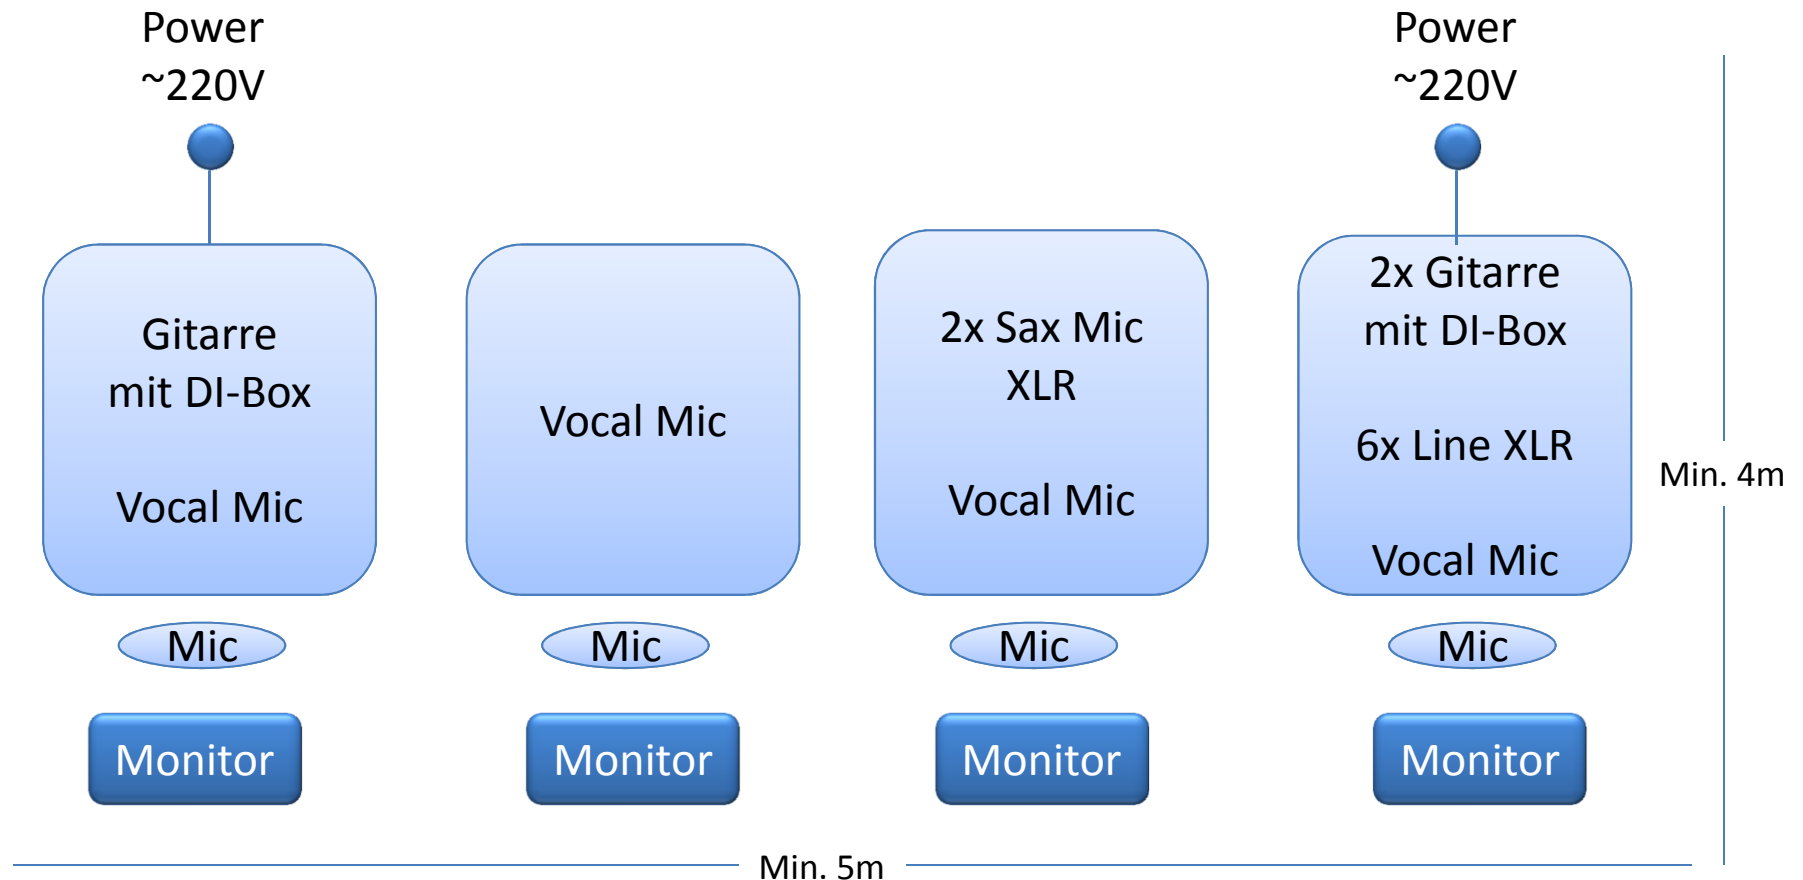 Power
~220V
Power
~220V
Gitarre
mit DI-Box
Vocal Mic
Vocal Mic
2x Sax Mic
XLR
Vocal Mic
2x Gitarre
mit DI-Box
6x Line XLR
Vocal Mic
Min. 4m
Mic
Mic
Mic
Mic
Monitor
Monitor
Monitor
Monitor
Min. 5m